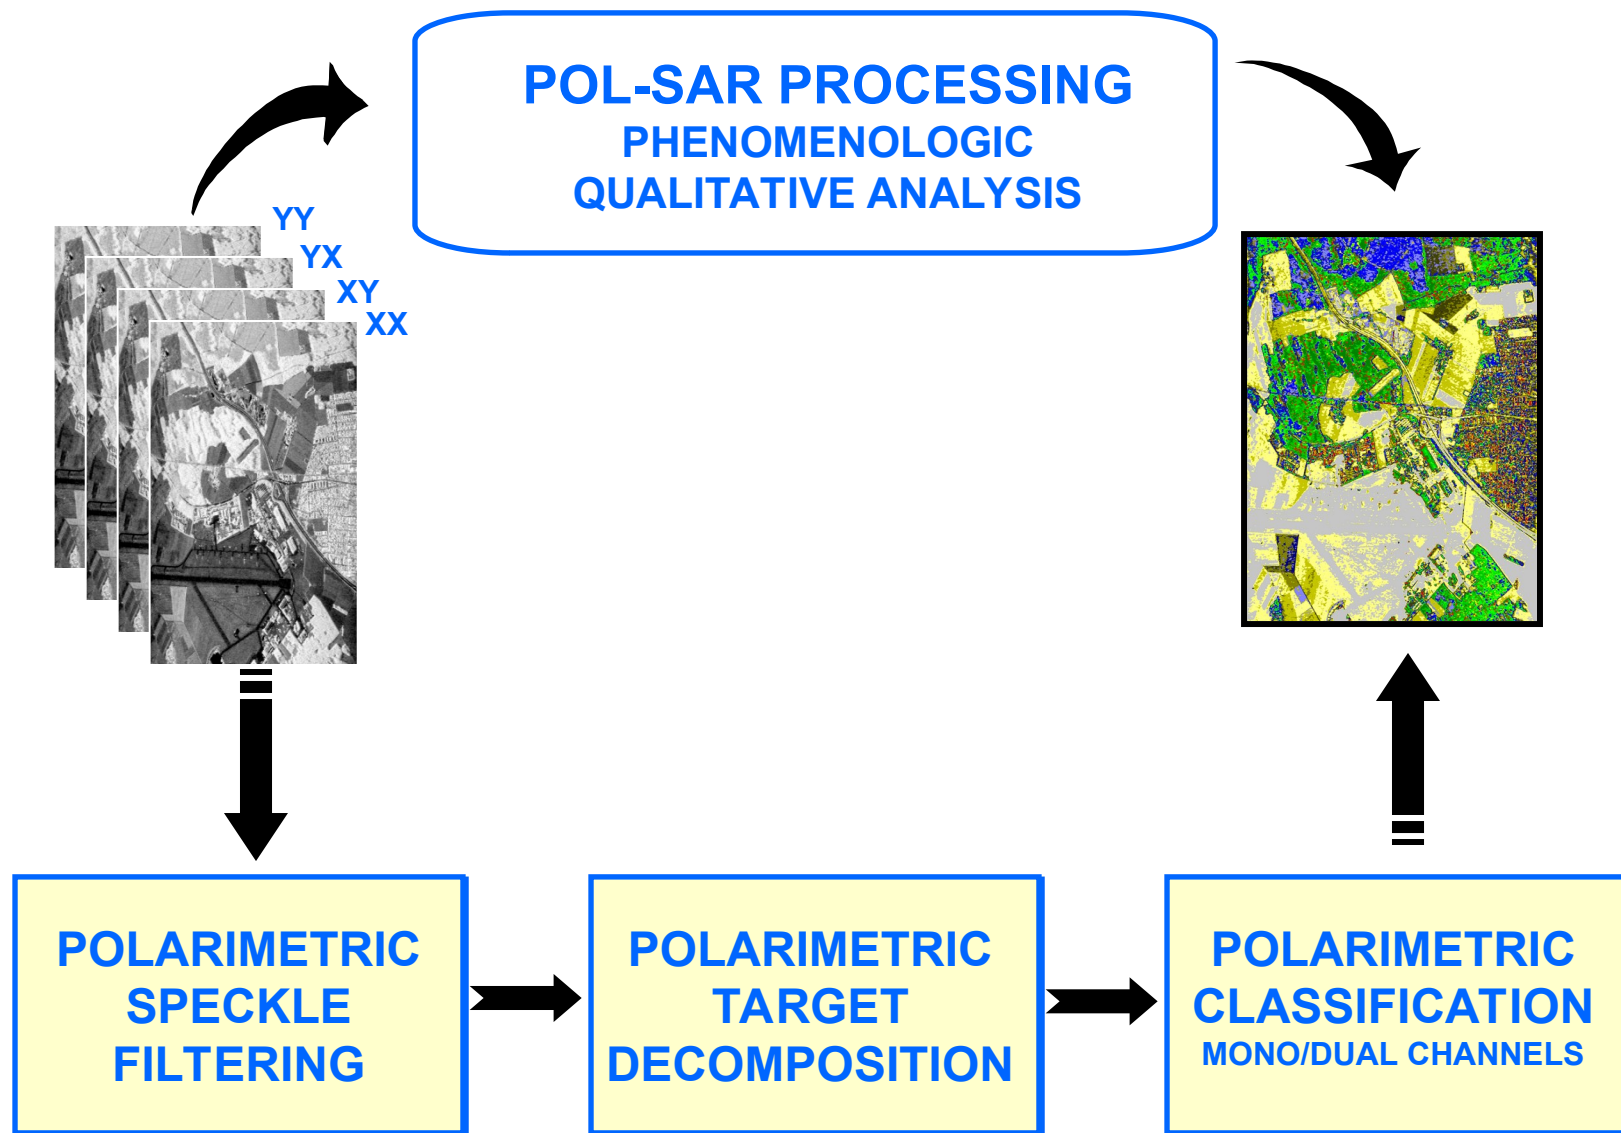 POL-SAR PROCESSING
PHENOMENOLOGIC
QUALITATIVE ANALYSIS
YY
YX
XY
XX
POLARIMETRIC
SPECKLE
FILTERING
POLARIMETRIC
TARGET
DECOMPOSITION
POLARIMETRIC
CLASSIFICATION
MONO/DUAL CHANNELS